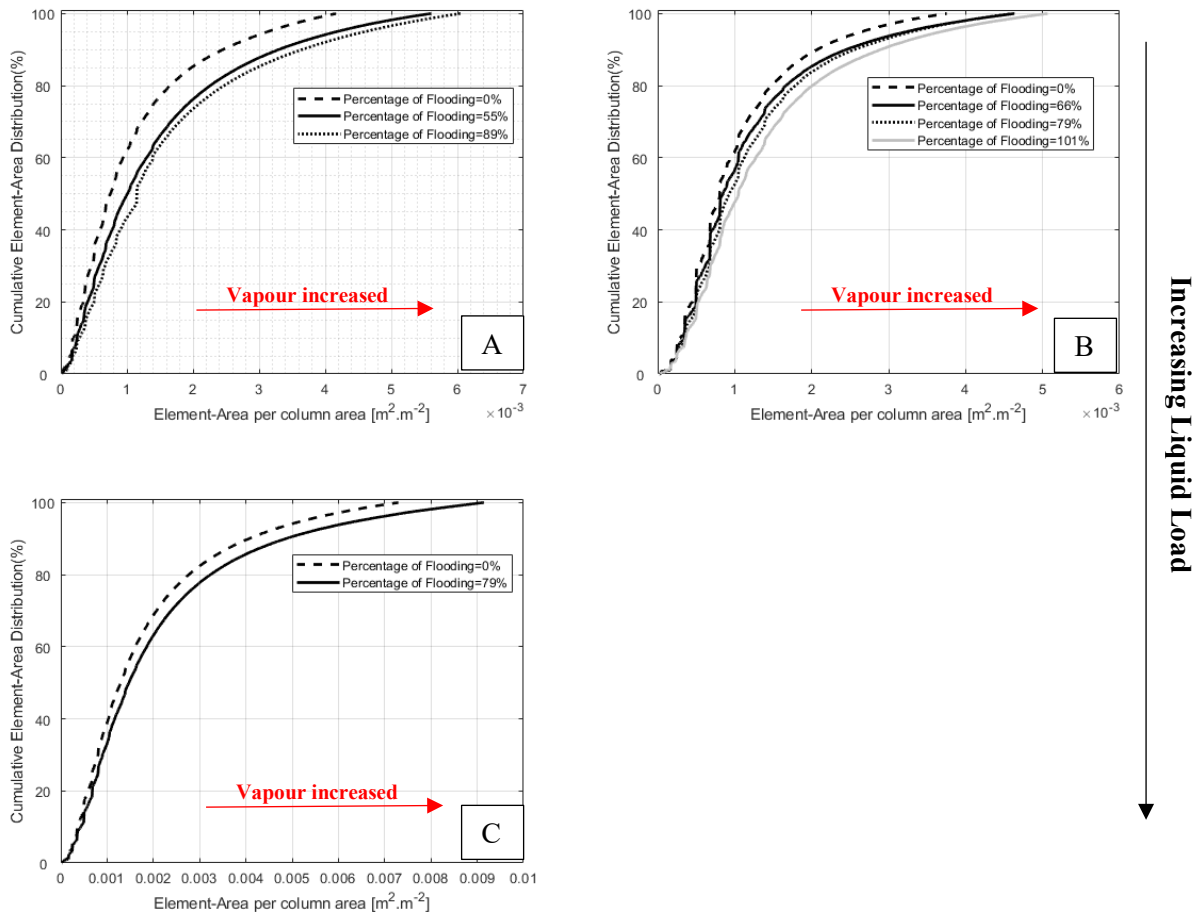 100
80
60
40
20
0
Cumulative Element-Area Distribution(%)
Percentage of Flooding=0%
Percentage of Flooding=55%
Percentage of Flooding=89%
Vapour increased
A
0 1 2 3 4 5 6 7
×10⁻³
Element-Area per column area [m².m⁻²]
100
80
60
40
20
0
Cumulative Element-Area Distribution(%)
Percentage of Flooding=0%
Percentage of Flooding=66%
Percentage of Flooding=79%
Percentage of Flooding=101%
Vapour increased
B
0 1 2 3 4 5 6
×10⁻³
Element-Area per column area [m².m⁻²]
Increasing Liquid Load
100
80
60
40
20
0
Cumulative Element-Area Distribution(%)
Percentage of Flooding=0%
Percentage of Flooding=79%
Vapour increased
C
0 0.001 0.002 0.003 0.004 0.005 0.006 0.007 0.008 0.009 0.01
Element-Area per column area [m².m⁻²]